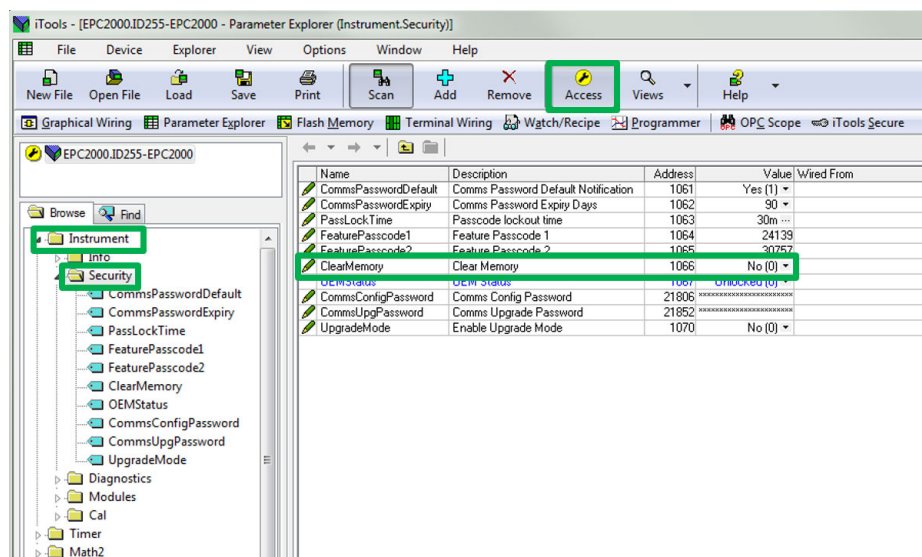 iTools - [EPC2000.ID255-EPC2000 - Parameter Explorer (Instrument.Security)]
File Device Explorer View Options Window Help
New File Open File Load Save Print Scan Add Remove Access Views Help
Graphical Wiring Parameter Explorer Flash Memory Terminal Wiring Watch/Recipe Programmer OPC Scope iTools Secure
EPC2000.ID255-EPC2000
Browse Find
Instrument
Info
Security
CommsPasswordDefault
CommsPasswordExpiry
PassLockTime
FeaturePasscode1
FeaturePasscode2
ClearMemory
OEMStatus
CommsConfigPassword
CommsUpgPassword
UpgradeMode
Diagnostics
Modules
Cal
Timer
Math2
Name Description Address Value Wired From
CommsPasswordDefault Comms Password Default Notification 1061 Yes (1)
CommsPasswordExpiry Comms Password Expiry Days 1062 90
PassLockTime Passcode lockout time 1063 30m ...
FeaturePasscode1 Feature Passcode 1 1064 24139
FeaturePasscode2 Feature Passcode 2 1065 30757
ClearMemory Clear Memory 1066 No (0)
OEMStatus OEM Status 1067 Unlocked (0)
CommsConfigPassword Comms Config Password 21806
CommsUpgPassword Comms Upgrade Password 21852
UpgradeMode Enable Upgrade Mode 1070 No (0)